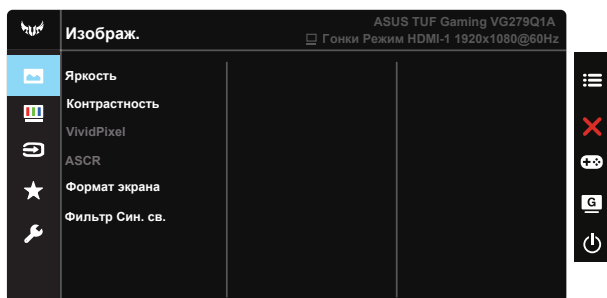 ASUS TUF Gaming VG279Q1A
Изображ.
Гонки Режим HDMI-1 1920x1080@60Hz
Яркость
Контрастность
VividPixel
ASCR
Формат экрана
Фильтр Син. св.
G